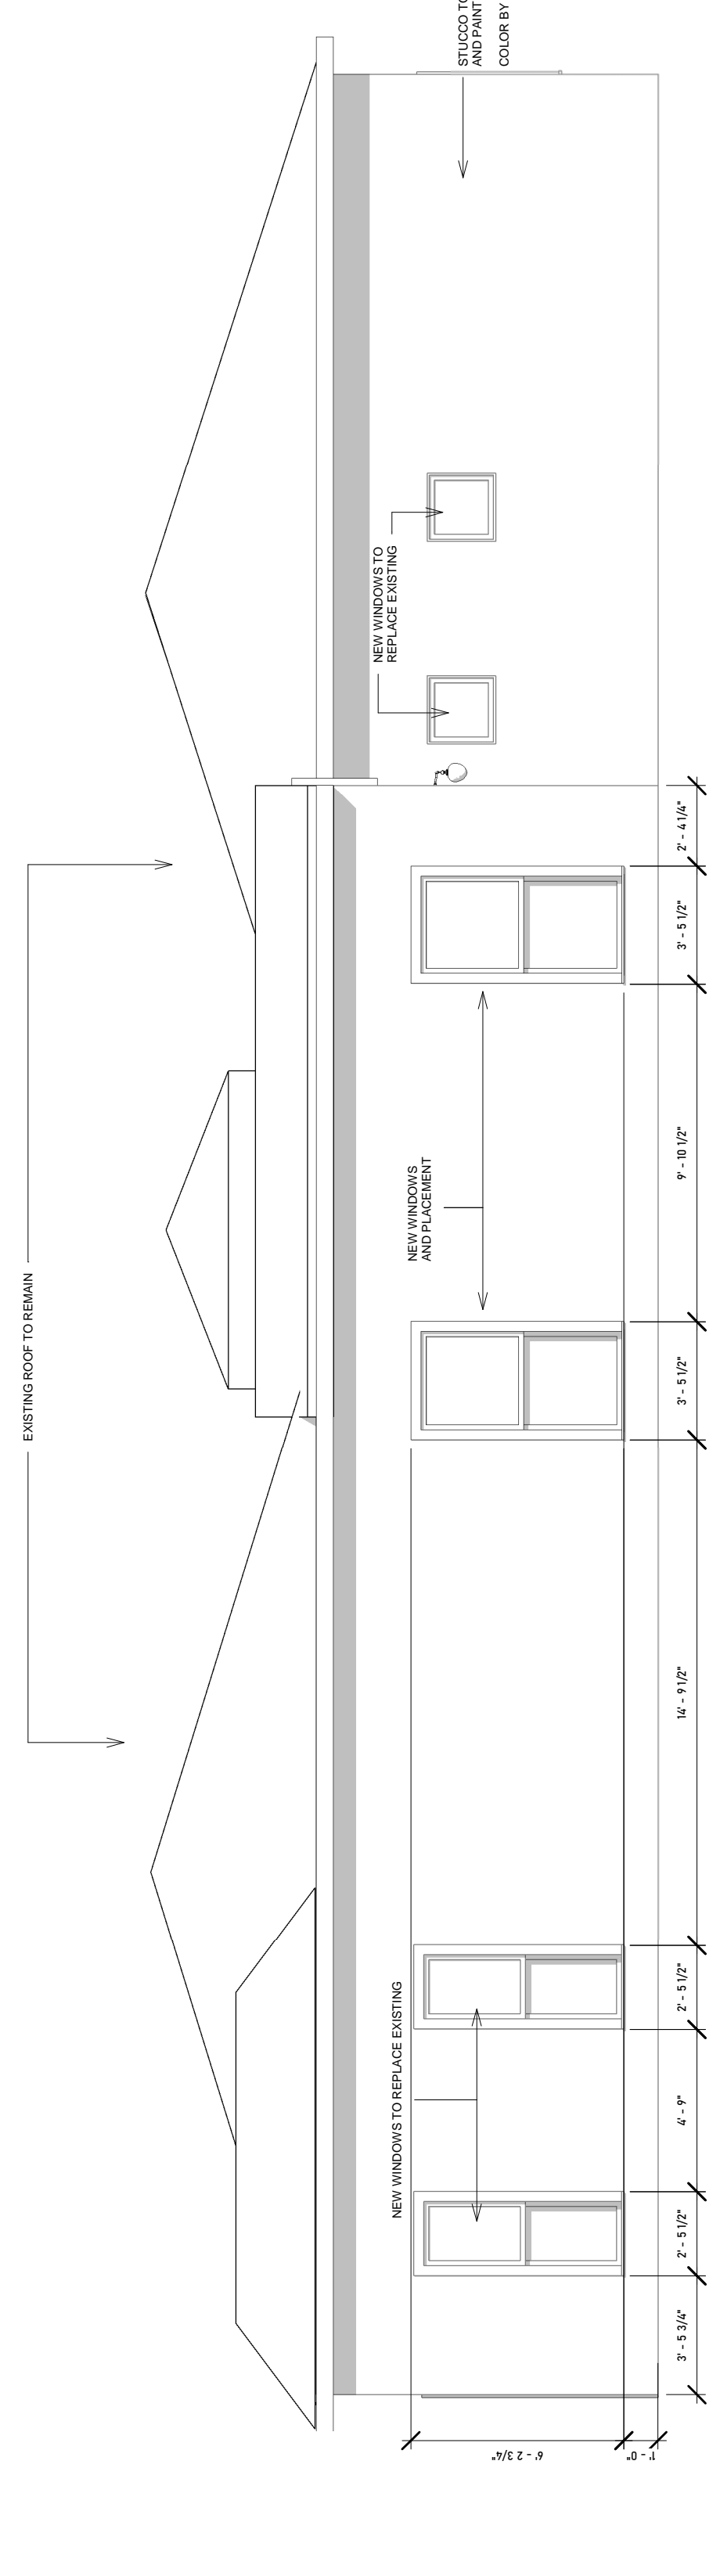 EXISTING ROOF TO REMAIN
NEW WINDOWS TO REPLACE EXISTING
NEW WINDOWS
AND PLACEMENT
NEW WINDOWS TO
REPLACE EXISTING
STUCCO TO
AND PAINT
COLOR BY
6' - 2 3/4"
1' - 0"
3' - 5 3/4"
2' - 5 1/2"
4' - 9"
2' - 5 1/2"
14' - 9 1/2"
3' - 5 1/2"
9' - 10 1/2"
3' - 5 1/2"
2' - 4 1/4"